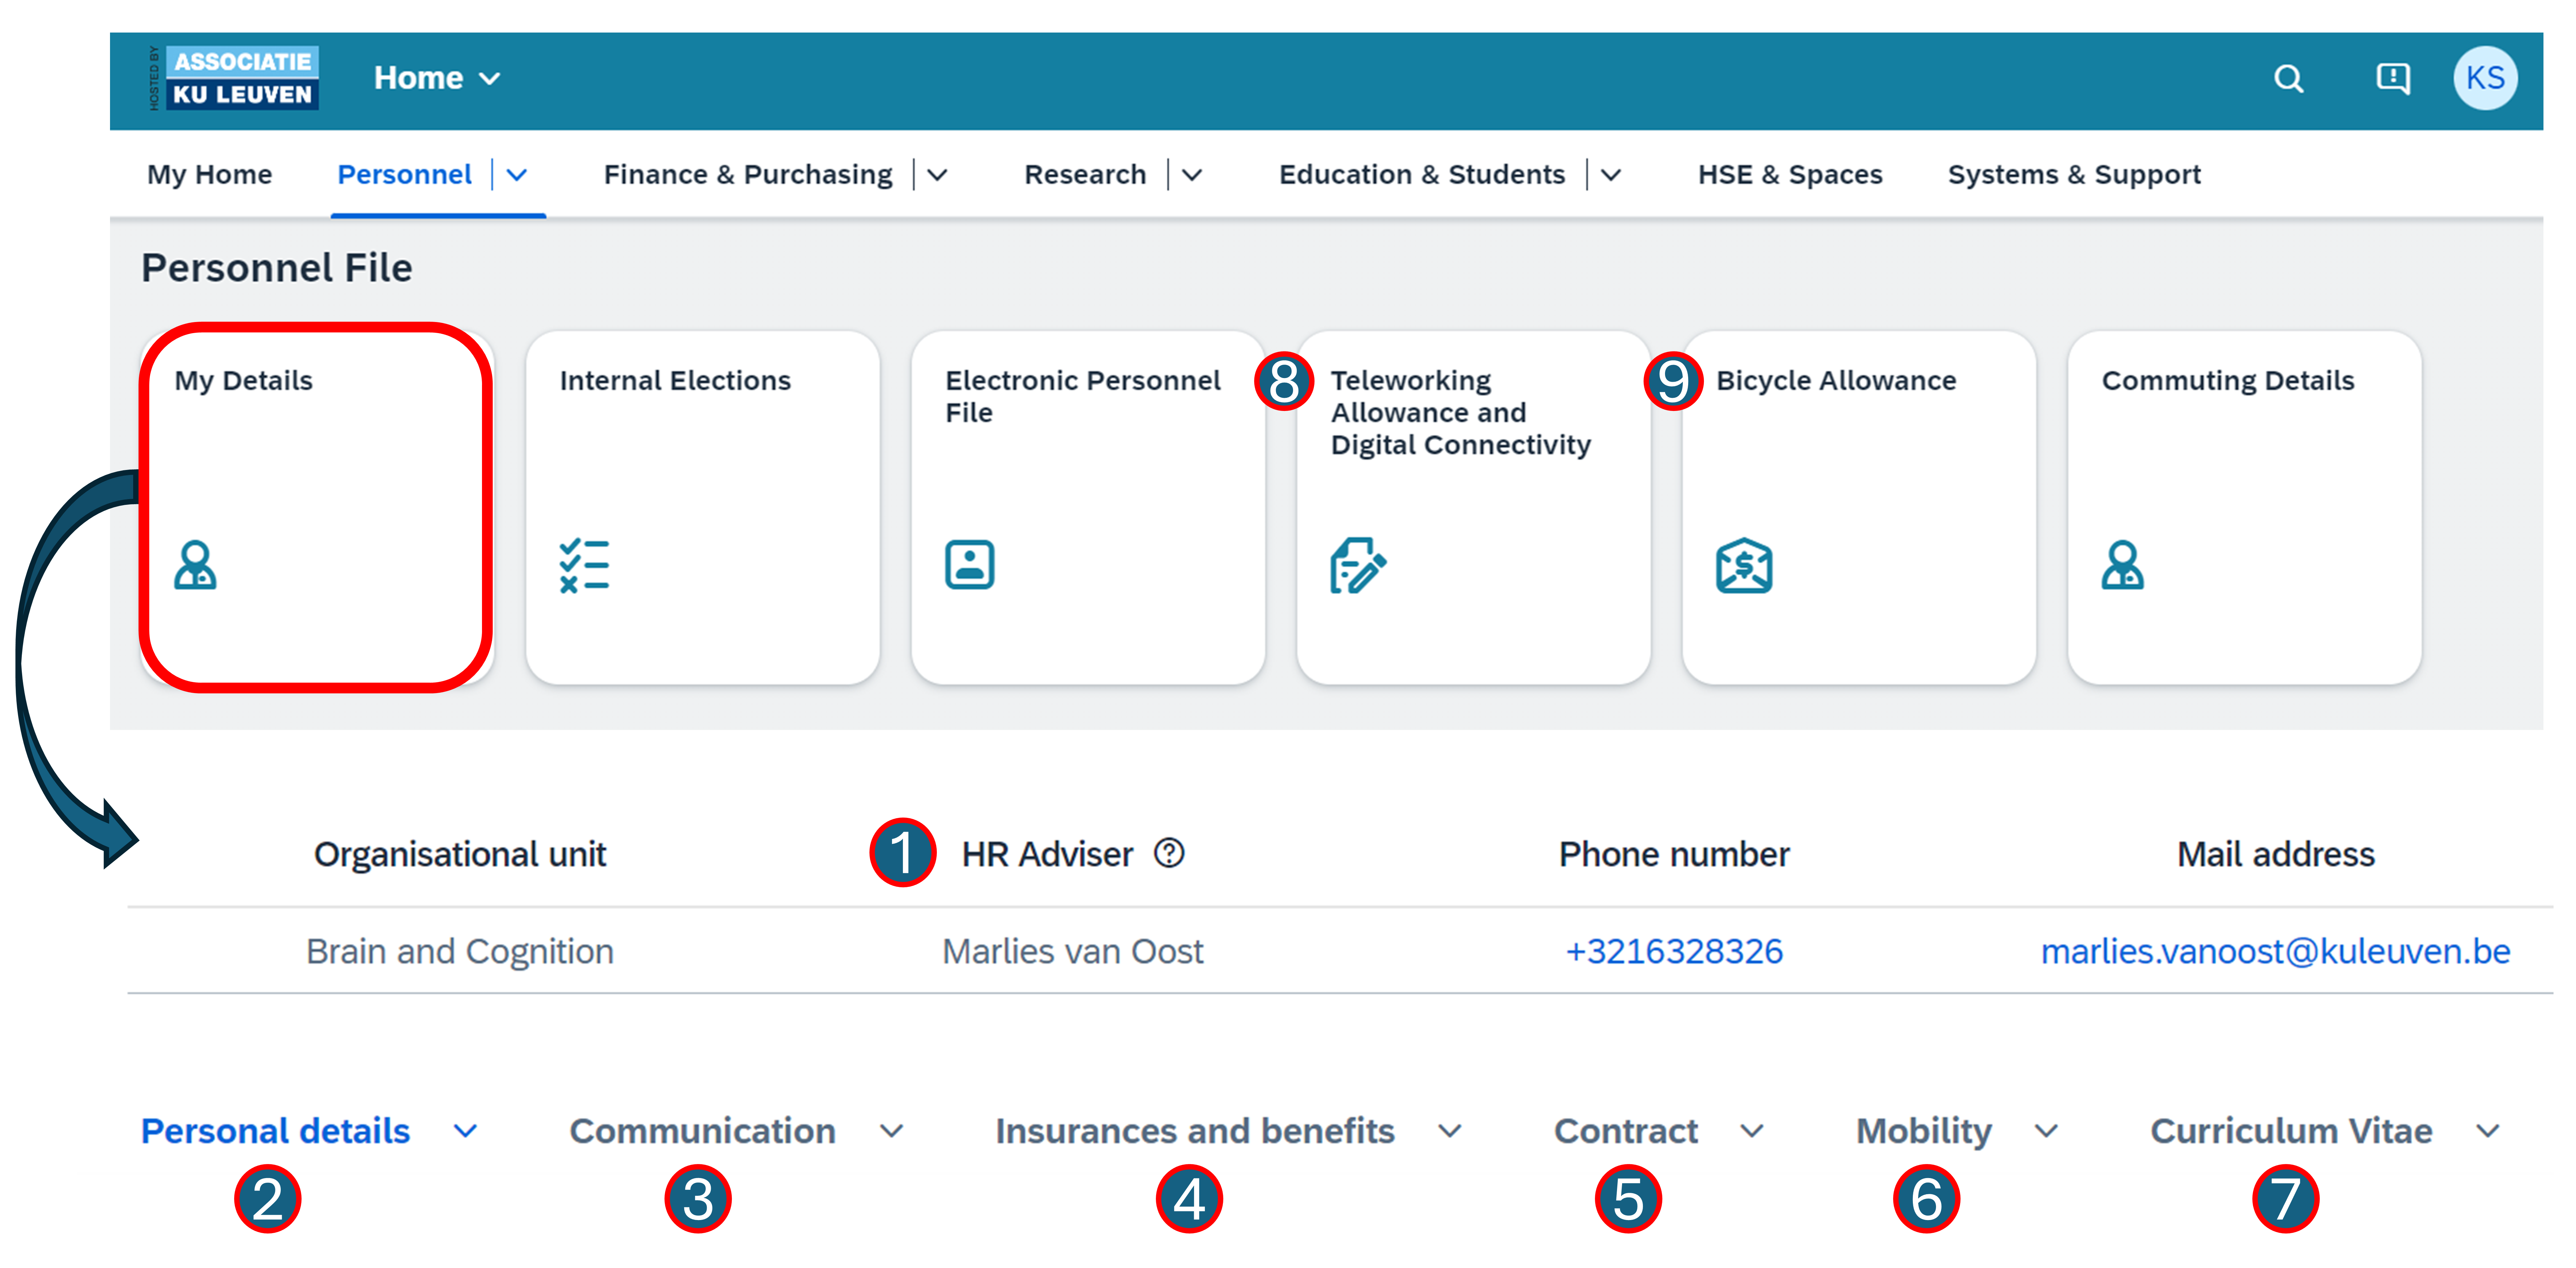 HOSTED BY
ASSOCIATIE
KU LEUVEN
Home
KS
My Home Personnel Finance & Purchasing Research Education & Students HSE & Spaces Systems & Support
Personnel File
My Details
Internal Elections
Electronic Personnel
File
8
Teleworking
Allowance and
Digital Connectivity
9
Bicycle Allowance
$
Commuting Details
Organisational unit 1 HR Adviser ? Phone number Mail address
Brain and Cognition Marlies van Oost +3216328326 marlies.vanoost@kuleuven.be
Personal details Communication Insurances and benefits Contract Mobility Curriculum Vitae
2 3 4 5 6 7